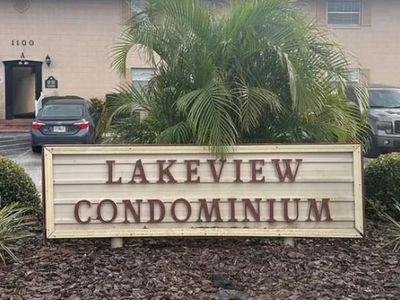 1100
A
LAKEVIEW
CONDOMINIUM